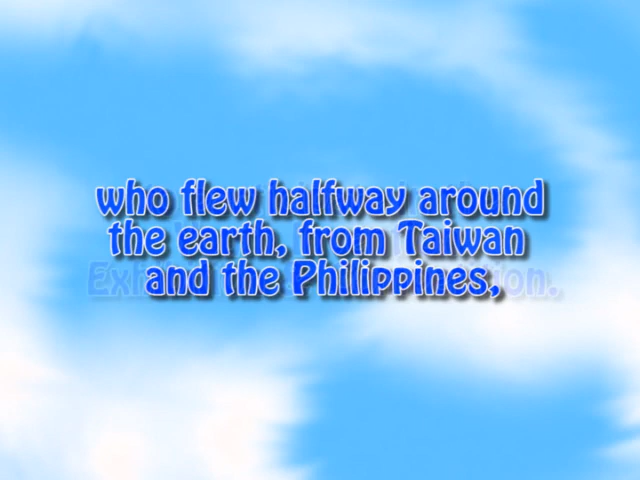 who flew halfway around
the earth, from Taiwan
and the Philippines,